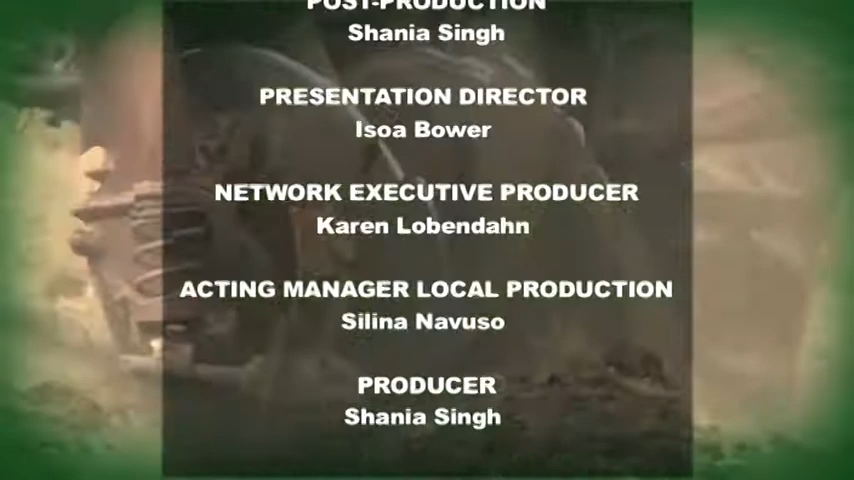 POST-PRODUCTION
Shania Singh
PRESENTATION DIRECTOR
Isoa Bower
NETWORK EXECUTIVE PRODUCER
Karen Lobendahn
ACTING MANAGER LOCAL PRODUCTION
Silina Navuso
PRODUCER
Shania Singh